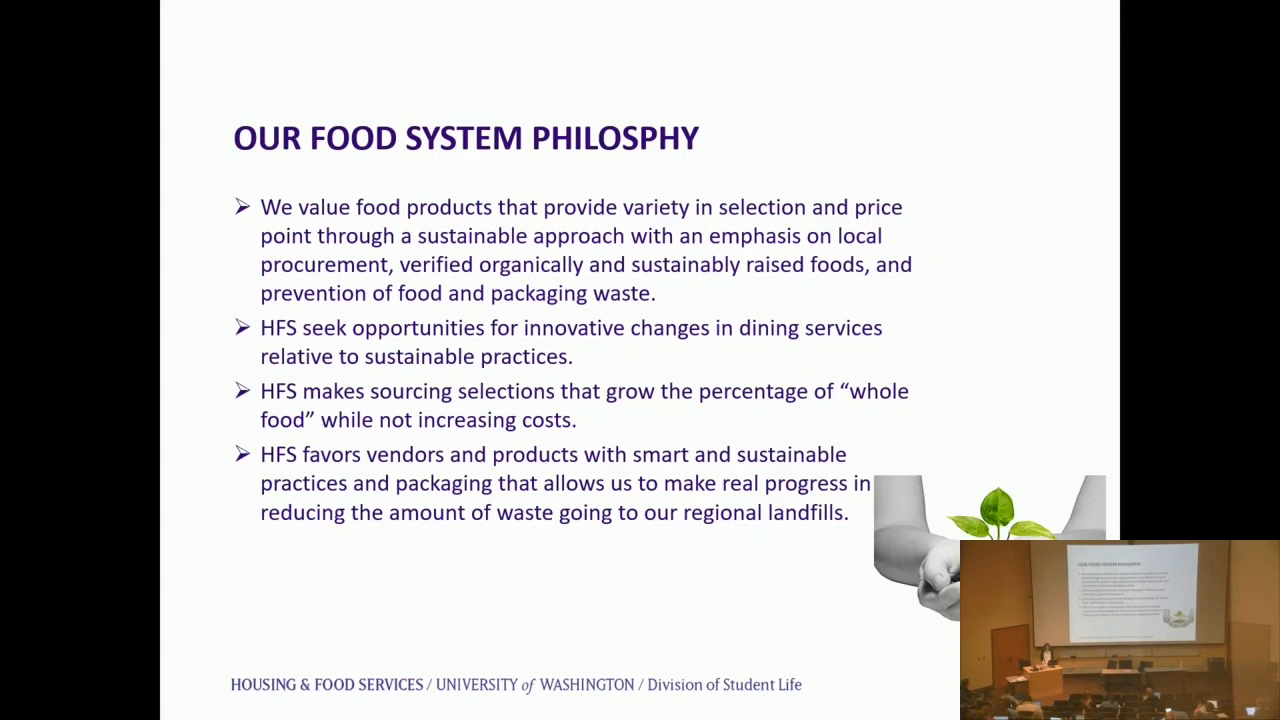 OUR FOOD SYSTEM PHILOSPHY
➢ We value food products that provide variety in selection and price
point through a sustainable approach with an emphasis on local
procurement, verified organically and sustainably raised foods, and
prevention of food and packaging waste.
➢ HFS seek opportunities for innovative changes in dining services
relative to sustainable practices.
➢ HFS makes sourcing selections that grow the percentage of “whole
food” while not increasing costs.
➢ HFS favors vendors and products with smart and sustainable
practices and packaging that allows us to make real progress in
reducing the amount of waste going to our regional landfills.
HOUSING & FOOD SERVICES / UNIVERSITY of WASHINGTON / Division of Student Life
OUR FOOD SYSTEM PHILOSPHY